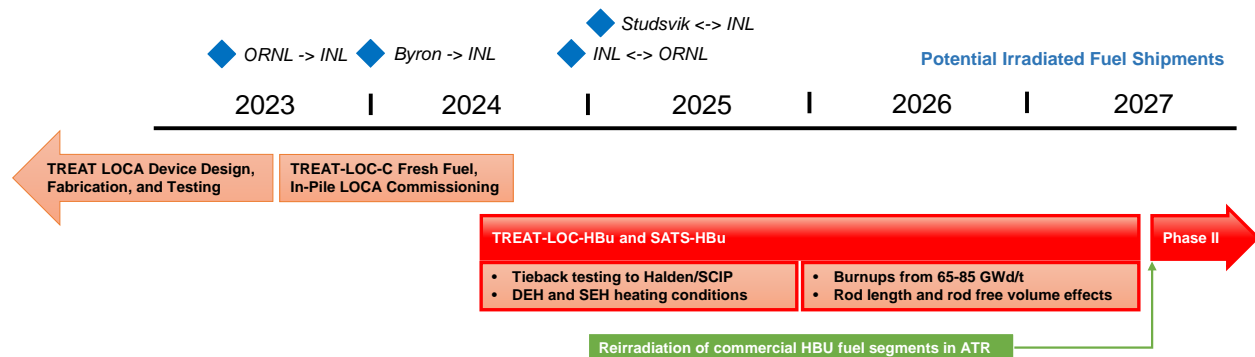 Studsvik <-> INL
ORNL -> INL
Byron -> INL
INL <-> ORNL
Potential Irradiated Fuel Shipments
2023 I 2024 I 2025 I 2026 I 2027
TREAT LOCA Device Design,
Fabrication, and Testing
TREAT-LOC-C Fresh Fuel,
In-Pile LOCA Commissioning
TREAT-LOC-HBu and SATS-HBu
Phase II
• Tieback testing to Halden/SCIP
• DEH and SEH heating conditions
• Burnups from 65-85 GWd/t
• Rod length and rod free volume effects
Reirradiation of commercial HBU fuel segments in ATR